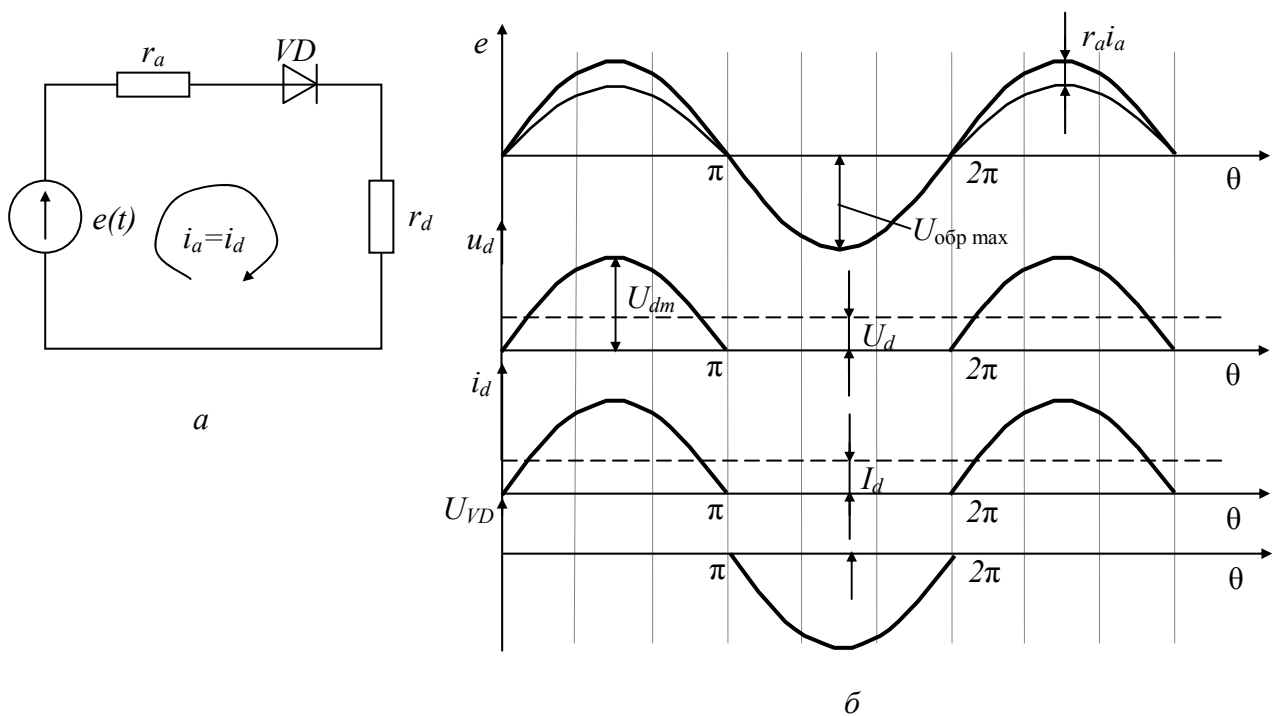 r_a
VD
e(t)
i_a=i_d
r_d
а
e
r_a i_a
π
2π
θ
U_обр max
u_d
U_dm
U_d
π
2π
θ
i_d
I_d
π
2π
θ
U_VD
π
2π
θ
б